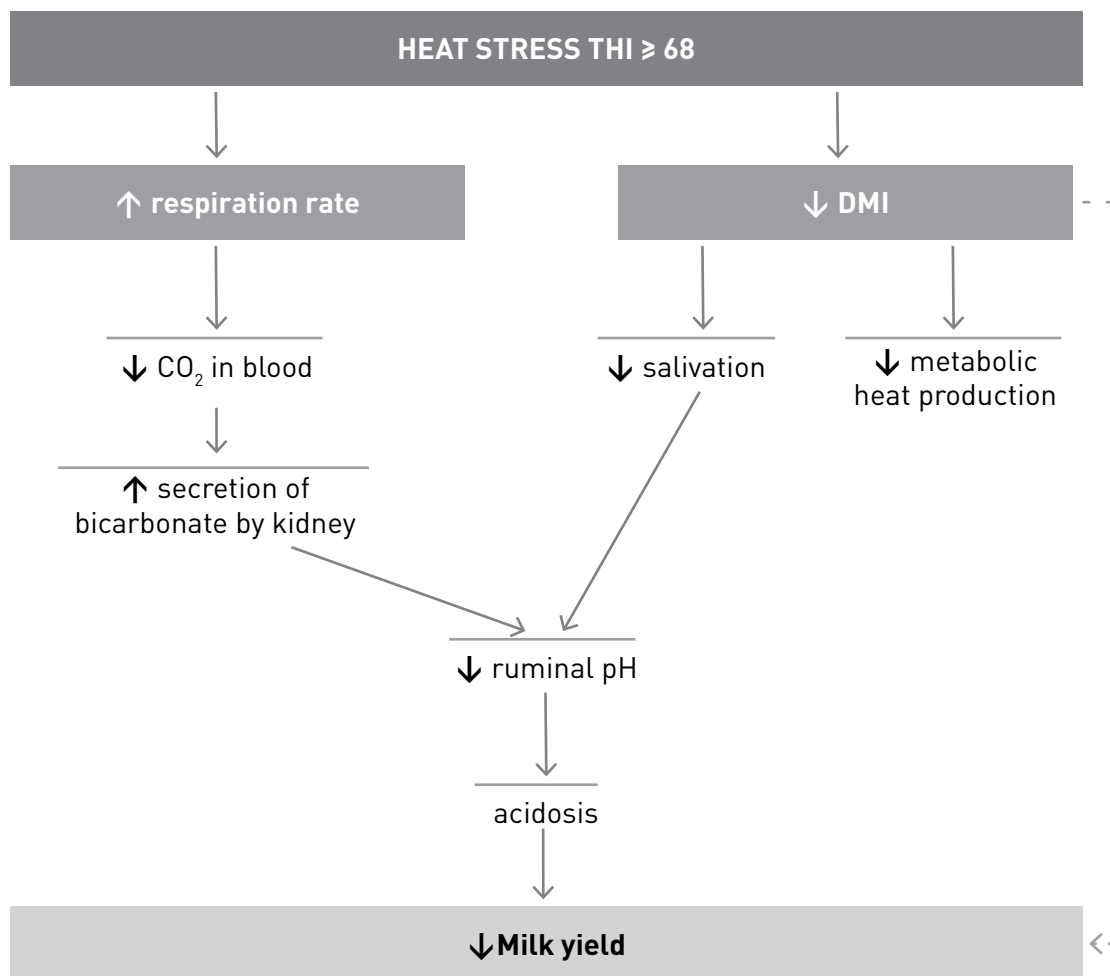 HEAT STRESS THI ≥ 68
↑ respiration rate
↓ DMI
↓ CO₂ in blood
↓ salivation
↓ metabolic
heat production
↑ secretion of
bicarbonate by kidney
↓ ruminal pH
acidosis
↓ Milk yield